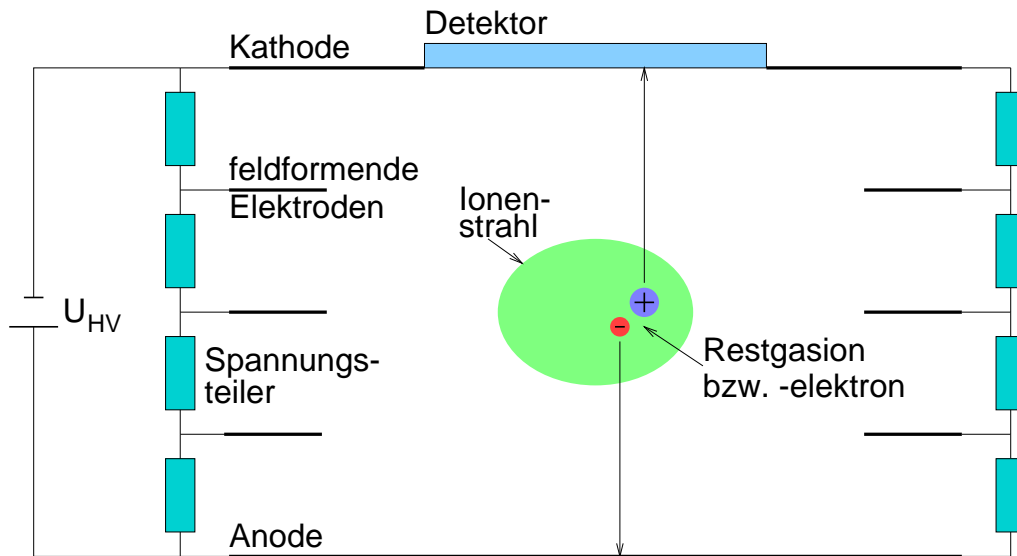 Detektor
Kathode
feldformende
Elektroden
Ionen-
strahl
+
-
U_HV
Spannungs-
teiler
Restgasion
bzw. -elektron
Anode